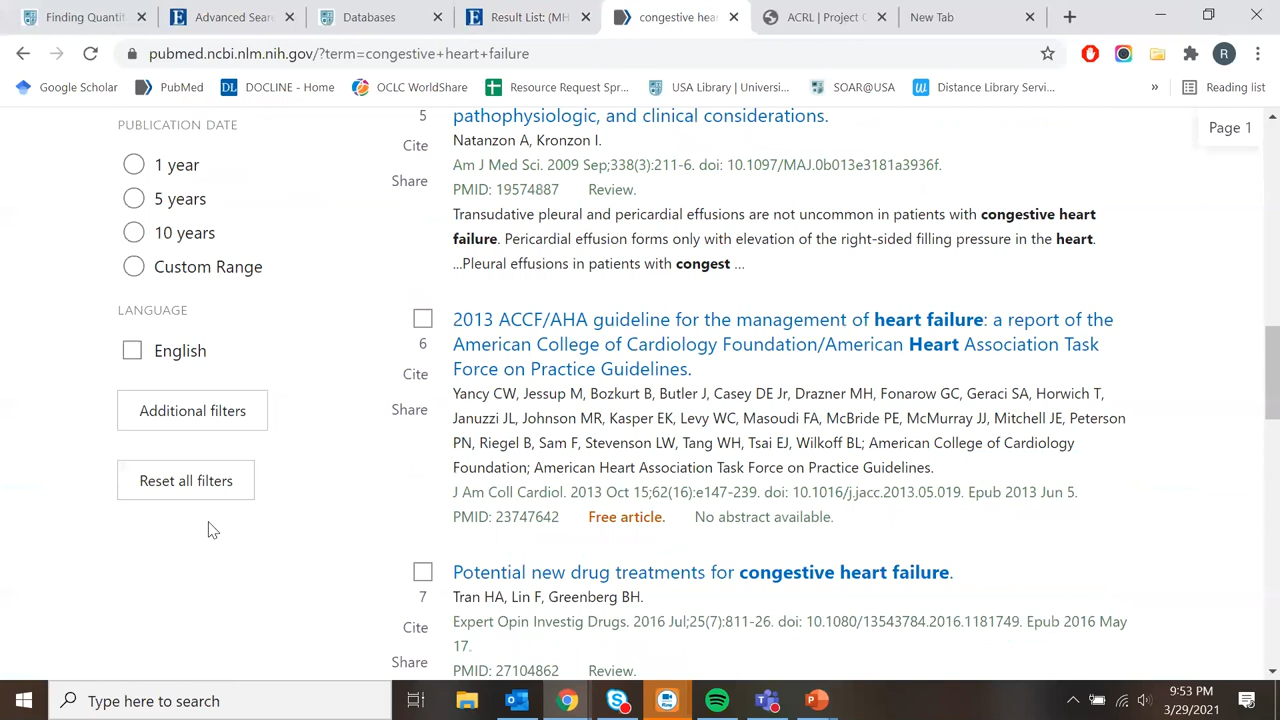 Finding Quantit
Advanced Sear
Databases
Result List: (MH
congestive hear
ACRL | Project O
New Tab
pubmed.ncbi.nlm.nih.gov/?term=congestive+heart+failure
R
Google Scholar
PubMed
DL DOCLINE - Home
OCLC WorldShare
Resource Request Spr...
USA Library | Universi...
SOAR@USA
Distance Library Servi...
»
Reading list
PUBLICATION DATE
1 year
5 years
10 years
Custom Range
LANGUAGE
English
Additional filters
Reset all filters
Page 1
5
Cite
Share
pathophysiologic, and clinical considerations.
Natanzon A, Kronzon I.
Am J Med Sci. 2009 Sep;338(3):211-6. doi: 10.1097/MAJ.0b013e3181a3936f.
PMID: 19574887 Review.
Transudative pleural and pericardial effusions are not uncommon in patients with congestive heart
failure. Pericardial effusion forms only with elevation of the right-sided filling pressure in the heart.
...Pleural effusions in patients with congest ...
6
Cite
Share
2013 ACCF/AHA guideline for the management of heart failure: a report of the
American College of Cardiology Foundation/American Heart Association Task
Force on Practice Guidelines.
Yancy CW, Jessup M, Bozkurt B, Butler J, Casey DE Jr, Drazner MH, Fonarow GC, Geraci SA, Horwich T,
Januzzi JL, Johnson MR, Kasper EK, Levy WC, Masoudi FA, McBride PE, McMurray JJ, Mitchell JE, Peterson
PN, Riegel B, Sam F, Stevenson LW, Tang WH, Tsai EJ, Wilkoff BL; American College of Cardiology
Foundation; American Heart Association Task Force on Practice Guidelines.
J Am Coll Cardiol. 2013 Oct 15;62(16):e147-239. doi: 10.1016/j.jacc.2013.05.019. Epub 2013 Jun 5.
PMID: 23747642 Free article. No abstract available.
7
Cite
Share
Potential new drug treatments for congestive heart failure.
Tran HA, Lin F, Greenberg BH.
Expert Opin Investig Drugs. 2016 Jul;25(7):811-26. doi: 10.1080/13543784.2016.1181749. Epub 2016 May
17.
PMID: 27104862 Review.
Type here to search
9:53 PM
3/29/2021